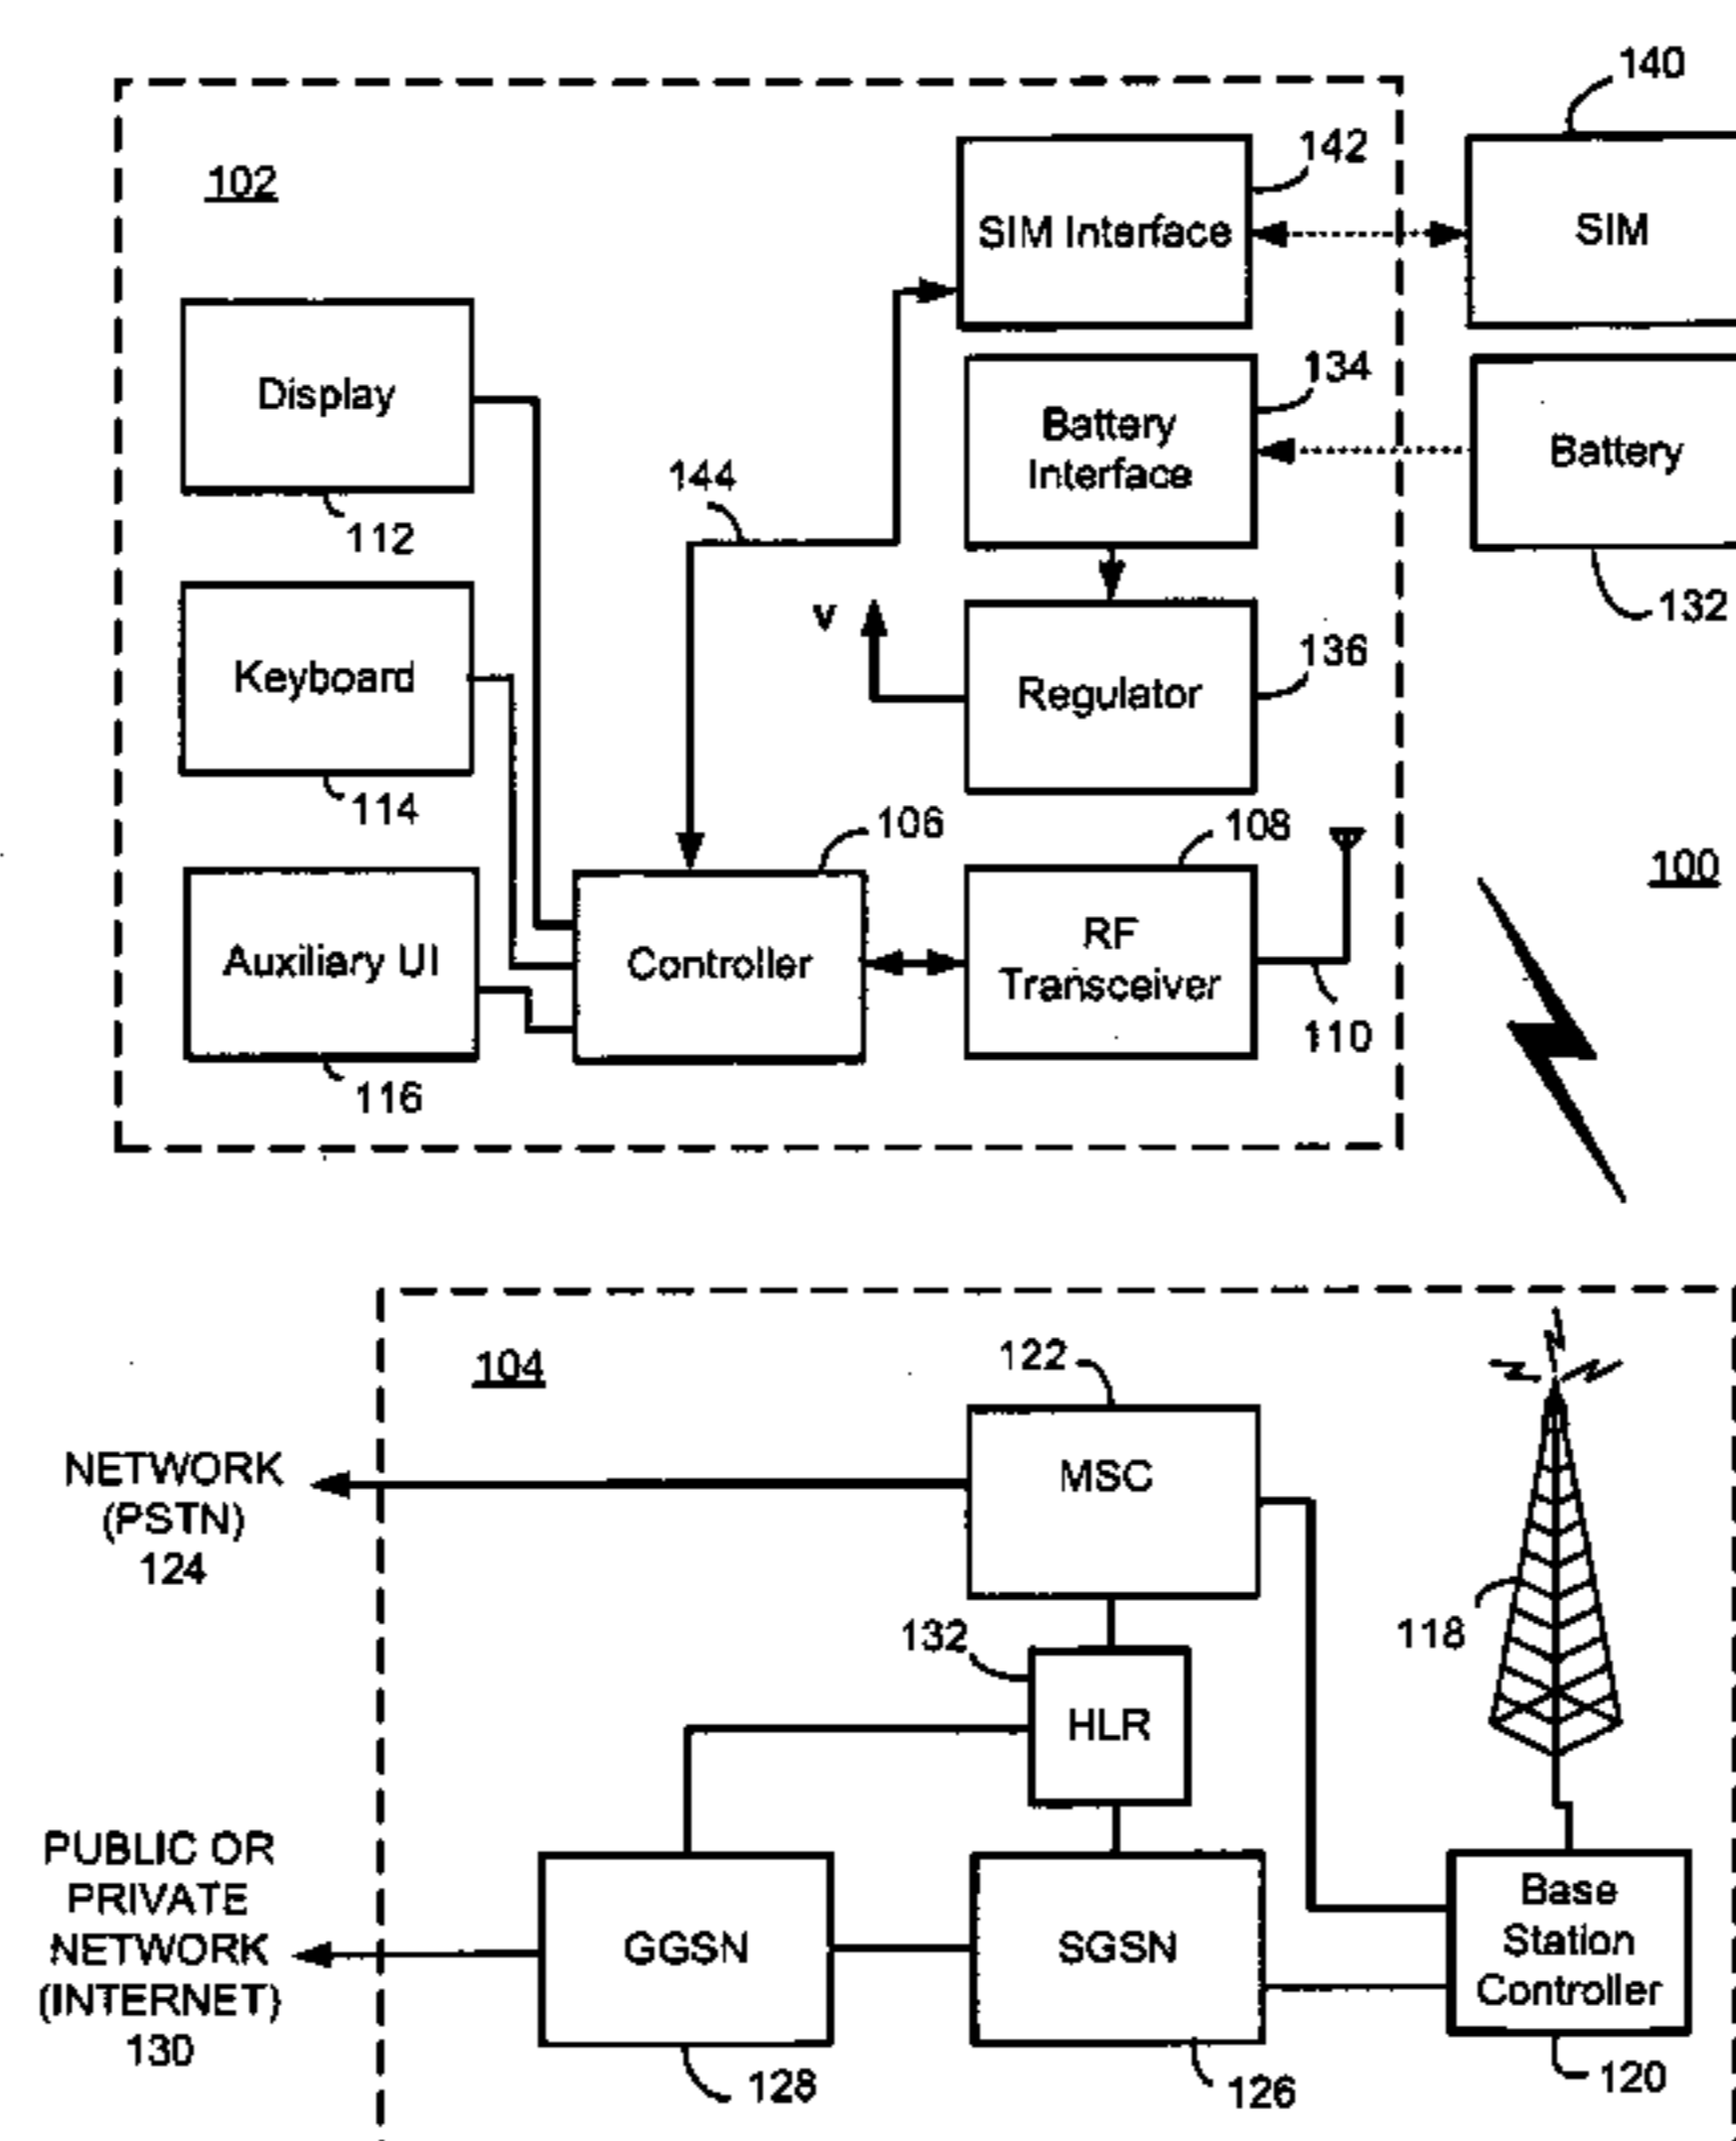 140
142
102
SIM Interface
SIM
134
Display
Battery
Interface
Battery
144
112
132
V
136
Keyboard
Regulator
114
106
108
100
Auxiliary UI
Controller
RF
Transceiver
110
116
104
122
NETWORK
(PSTN)
124
MSC
118
132
HLR
PUBLIC OR
PRIVATE
NETWORK
(INTERNET)
130
GGSN
SGSN
Base
Station
Controller
128
126
120